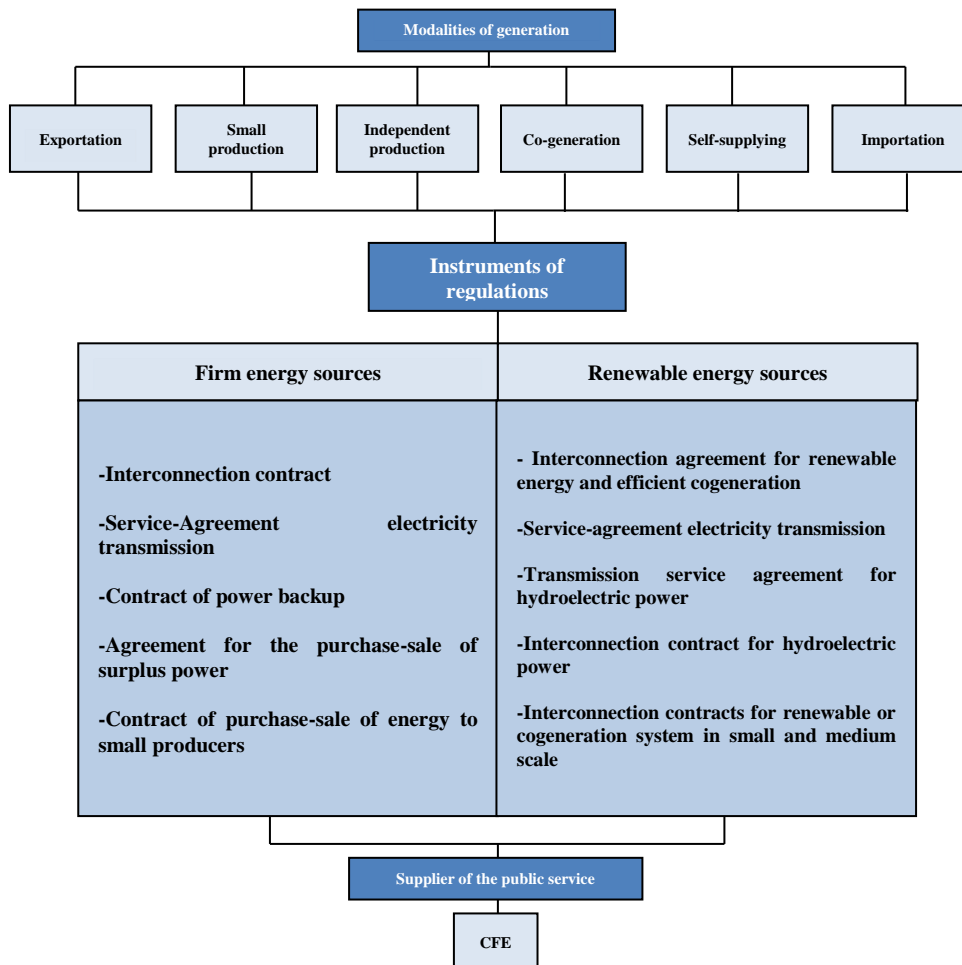 Modalities of generation
Exportation
Small
production
Independent
production
Co-generation
Self-supplying
Importation
Instruments of
regulations
Firm energy sources
Renewable energy sources
-Interconnection contract
-Service-Agreement electricity
transmission
-Contract of power backup
-Agreement for the purchase-sale of
surplus power
-Contract of purchase-sale of energy to
small producers
- Interconnection agreement for renewable
energy and efficient cogeneration
-Service-agreement electricity transmission
-Transmission service agreement for
hydroelectric power
-Interconnection contract for hydroelectric
power
-Interconnection contracts for renewable or
cogeneration system in small and medium
scale
Supplier of the public service
CFE